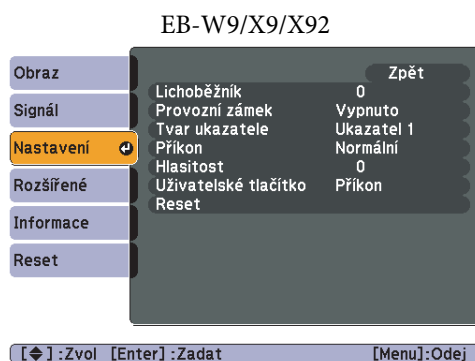 EB-W9/X9/X92
Obraz
Signál
Nastavení
Rozšířené
Informace
Reset
Zpět
Lichoběžník 0
Provozní zámek Vypnuto
Tvar ukazatele Ukazatel 1
Příkon Normální
Hlasitost 0
Uživatelské tlačítko Příkon
Reset
[ ] :Zvol [Enter] :Zadat [Menu]:Odej